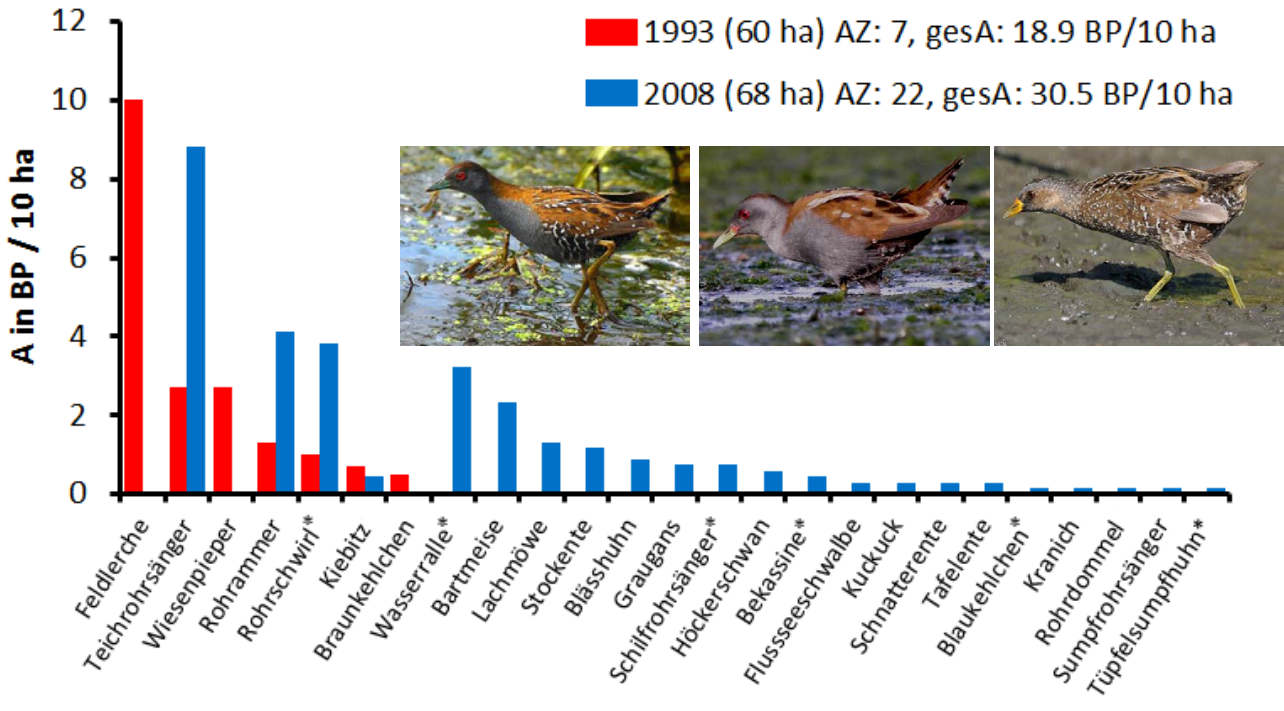 12
10
8
6
4
2
0
A in BP / 10 ha
1993 (60 ha) AZ: 7, gesA: 18.9 BP/10 ha
2008 (68 ha) AZ: 22, gesA: 30.5 BP/10 ha
Feldlerche
Teichrohrsänger
Wiesenpieper
Rohrammer
Rohrschwirl*
Kiebitz
Braunkehlchen
Wasserralle*
Bartmeise
Lachmöwe
Stockente
Blässhuhn
Graugans
Schilfrohrsänger*
Höckerschwan
Bekassine*
Flussseeschwalbe
Kuckuck
Schnatterente
Tafelente
Blaukehlchen*
Kranich
Rohrdommel
Sumpfrohrsänger
Tüpfelsumpfhuhn*